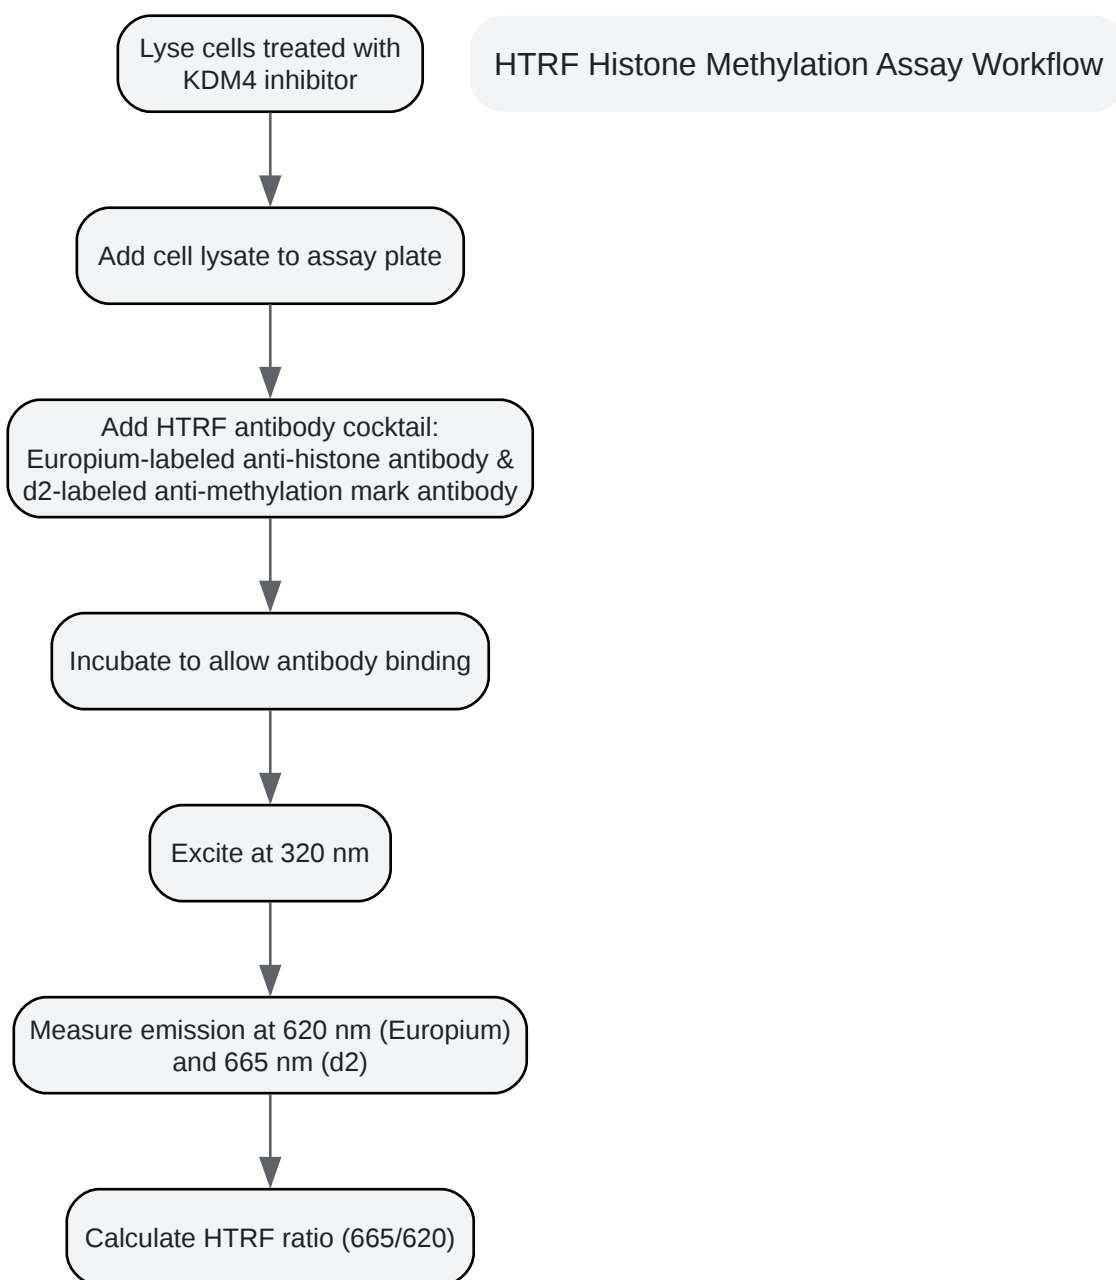 Lyse cells treated with
KDM4 inhibitor
HTRF Histone Methylation Assay Workflow
Add cell lysate to assay plate
Add HTRF antibody cocktail:
Europium-labeled anti-histone antibody &
d2-labeled anti-methylation mark antibody
Incubate to allow antibody binding
Excite at 320 nm
Measure emission at 620 nm (Europium)
and 665 nm (d2)
Calculate HTRF ratio (665/620)